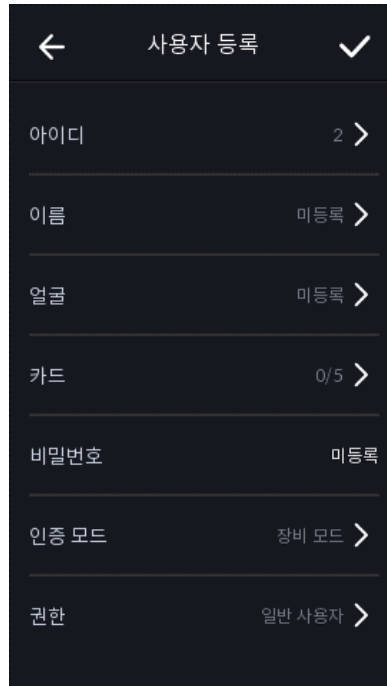 사용자 등록
아이디 2
이름 미등록
얼굴 미등록
카드 0/5
비밀번호 미등록
인증 모드 장비 모드
권한 일반 사용자